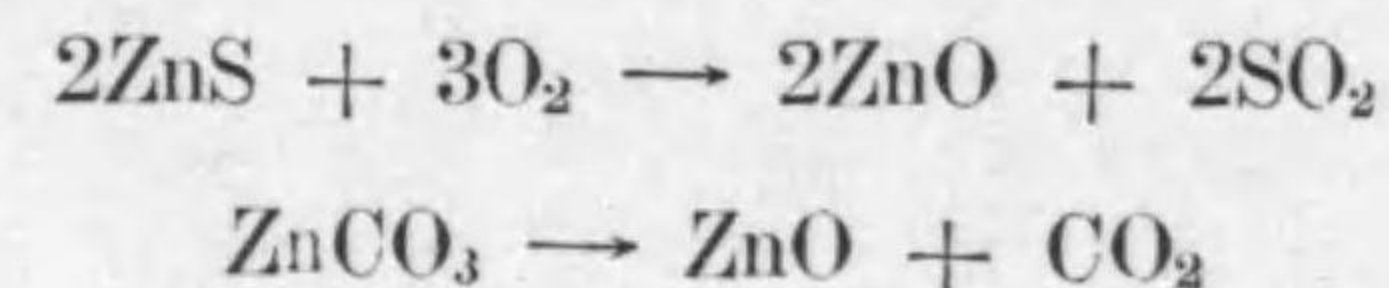 2ZnS + 3O₂ → 2ZnO + 2SO₂
ZnCO₃ → ZnO + CO₂